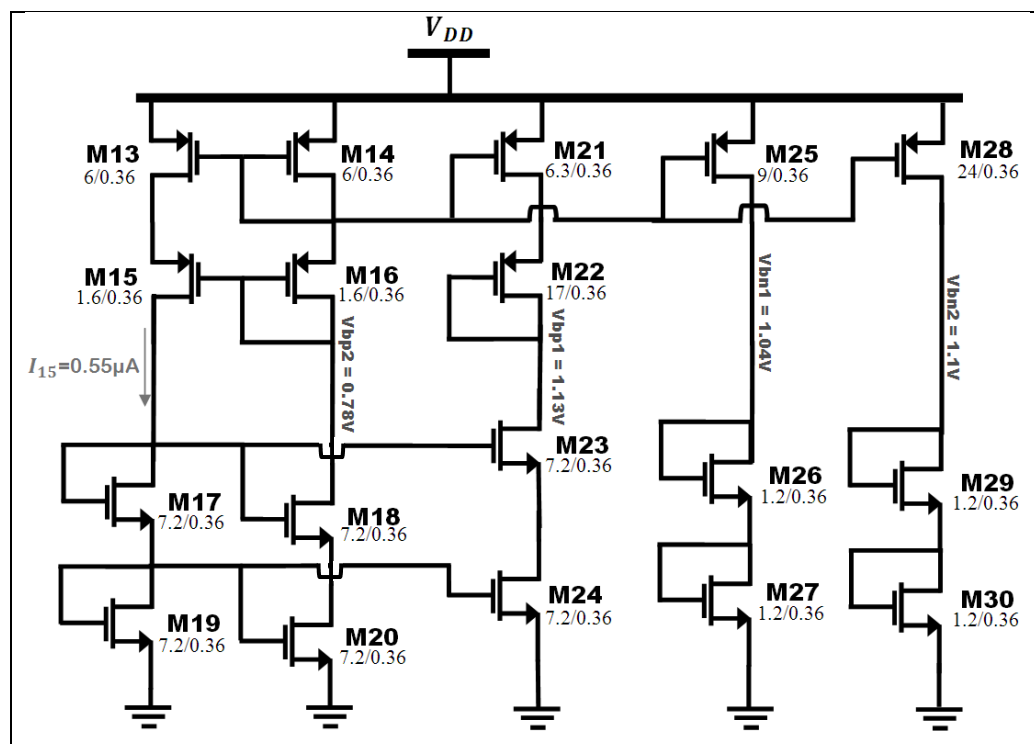 V_DD
M13
6/0.36
M14
6/0.36
M21
6.3/0.36
M25
9/0.36
M28
24/0.36
M15
1.6/0.36
M16
1.6/0.36
M22
17/0.36
I_15=0.55µA
Vbp2 = 0.78V
Vbp1 = 1.13V
Vbn1 = 1.04V
Vbn2 = 1.1V
M17
7.2/0.36
M18
7.2/0.36
M23
7.2/0.36
M26
1.2/0.36
M29
1.2/0.36
M19
7.2/0.36
M20
7.2/0.36
M24
7.2/0.36
M27
1.2/0.36
M30
1.2/0.36